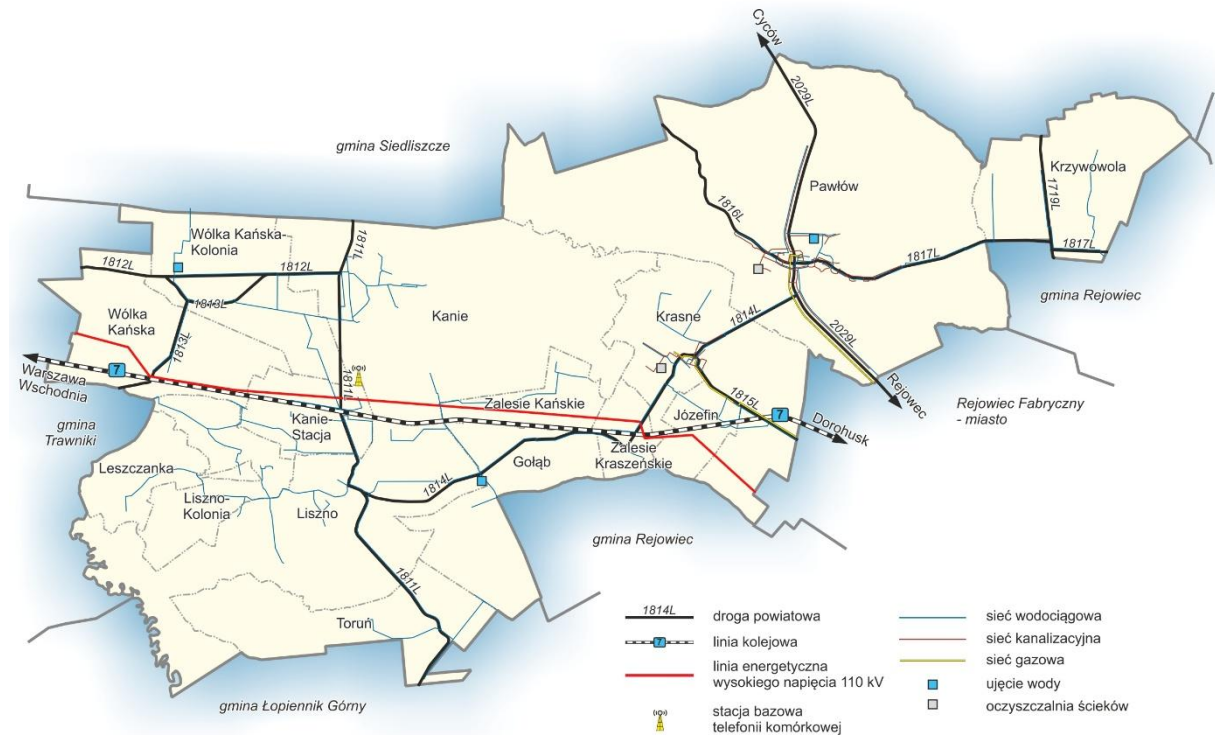 Cyców
2029L
gmina Siedliszcze
Krzywowola
Pawłów
1719L
1816L
Wólka Kańska-
Kolonia
1811L
1817L
1817L
1812L
1812L
gmina Rejowiec
1813L
Wólka
Kańska
Kanie
Krasne
1814L
2029L
1813L
7
Warszawa
Wschodnia
1811L
Rejowiec
Zalesie Kańskie
Józefin
1815L
7
Dorohusk
Rejowiec Fabryczny
- miasto
gmina
Trawniki
Kanie-
Stacja
Zalesie
Kraszeńskie
Gołąb
Leszczanka
1814L
Liszno-
Kolonia
Liszno
gmina Rejowiec
1811L
Toruń
gmina Łopiennik Górny
1814L
droga powiatowa
7
linia kolejowa
linia energetyczna
wysokiego napięcia 110 kV
stacja bazowa
telefonii komórkowej
sieć wodociągowa
sieć kanalizacyjna
sieć gazowa
ujęcie wody
oczyszczalnia ścieków